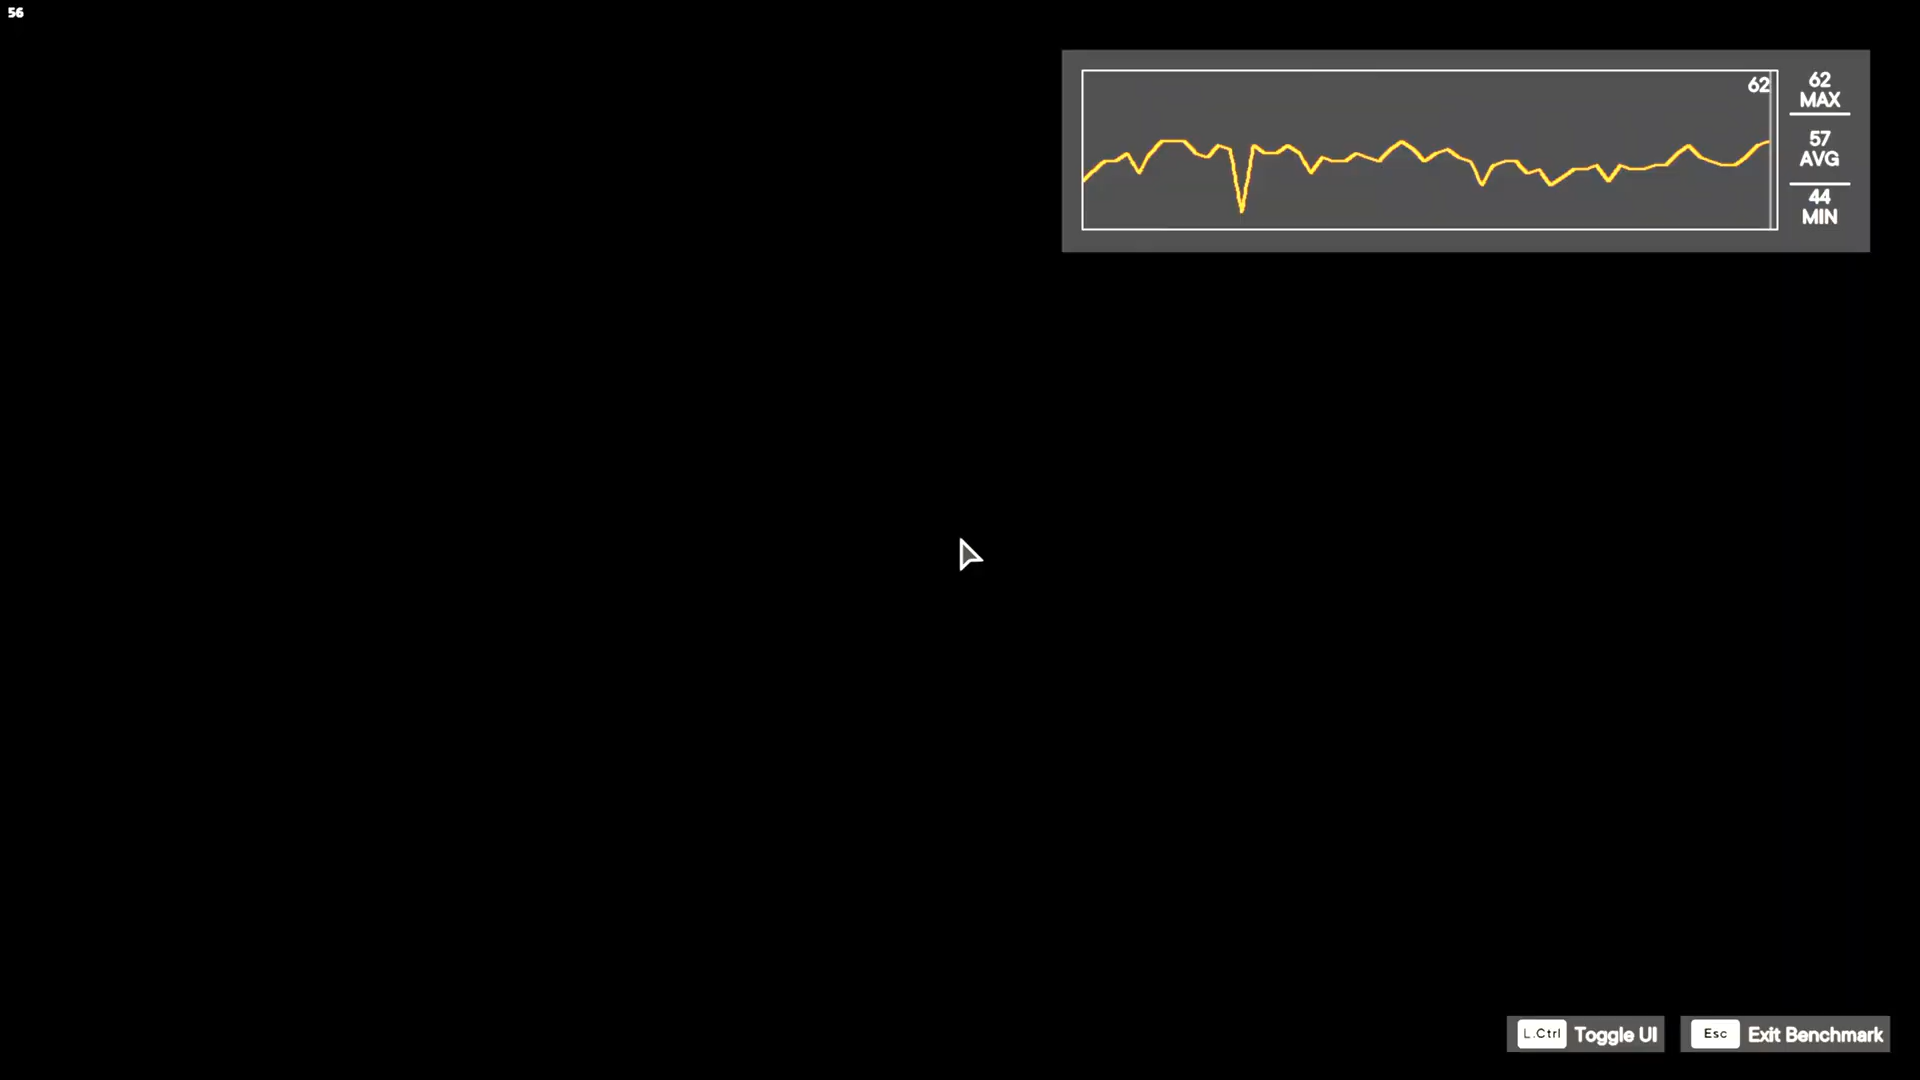 56
62
62
MAX
57
AVG
44
MIN
L.Ctrl Toggle UI
Esc Exit Benchmark